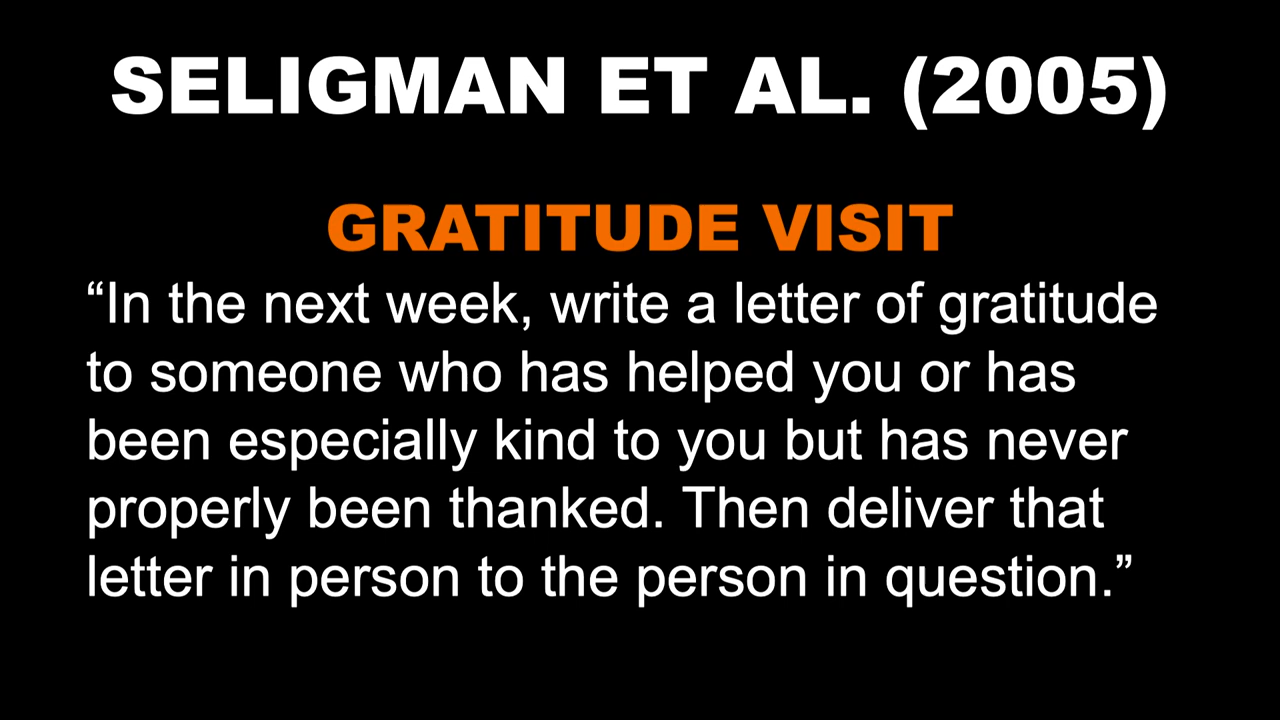 SELIGMAN ET AL. (2005)
GRATITUDE VISIT
“In the next week, write a letter of gratitude
to someone who has helped you or has
been especially kind to you but has never
properly been thanked. Then deliver that
letter in person to the person in question.”